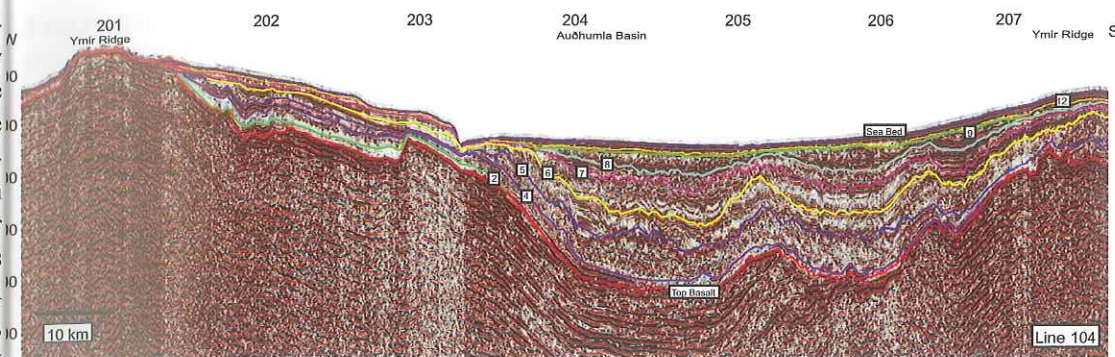 201 202 203 204 205 206 207
Ymir Ridge Auðhumla Basin Ymir Ridge
Sea Bed
12
9
8
7
6
5
2
4
Top Basalt
10 km
Line 104